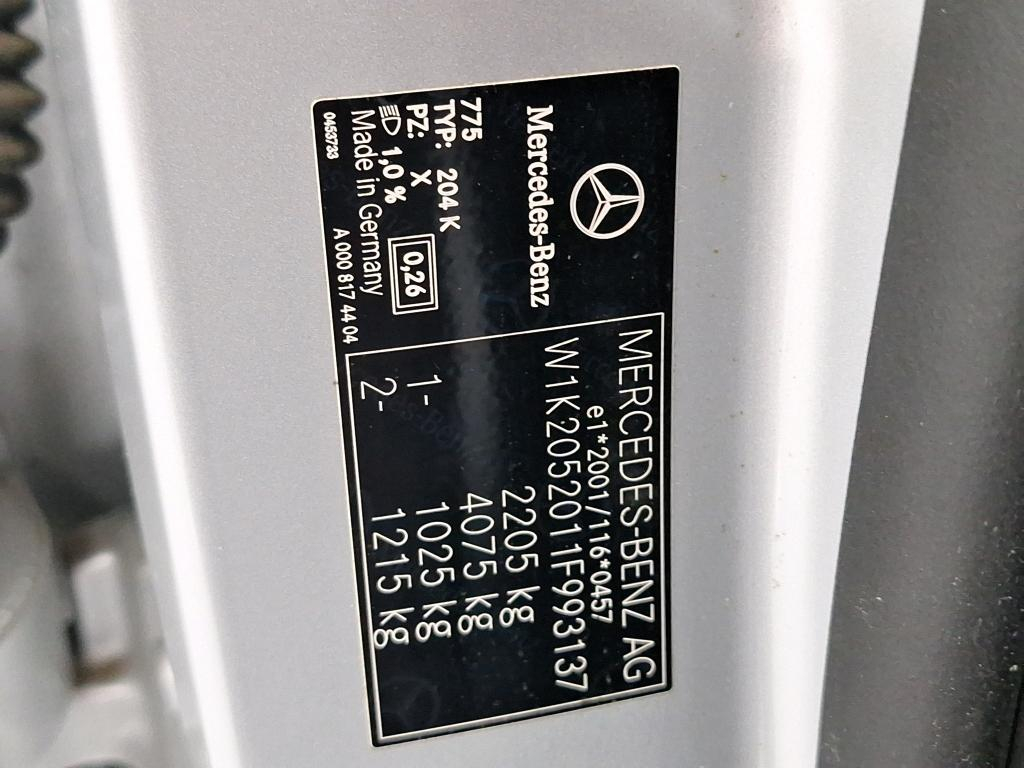 Mercedes-Benz
775
TYP: 204 K
PZ: X
1,0 %
0,26
Made in Germany
0453733
A 000 817 44 04
MERCEDES-BENZ AG
e1*2001/116*0457
W1K2052011F993137
2205 kg
4075 kg
1- 1025 kg
2- 1215 kg